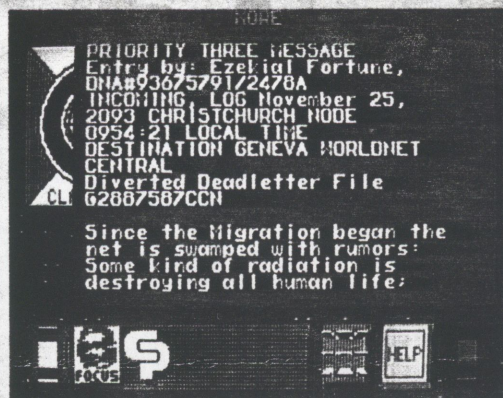 MORE
PRIORITY THREE MESSAGE
Entry by: Ezekial Fortune,
DNA#93675791/2478A
INCOMING, LOG November 25,
2093 CHRISTCHURCH NODE
0954:21 LOCAL TIME
DESTINATION GENEVA WORLDNET
CENTRAL
Diverted Deadletter File
G2887587CCN
CL
Since the Migration began the
net is swamped with rumors:
Some kind of radiation is
destroying all human life;
FOCUS
HELP